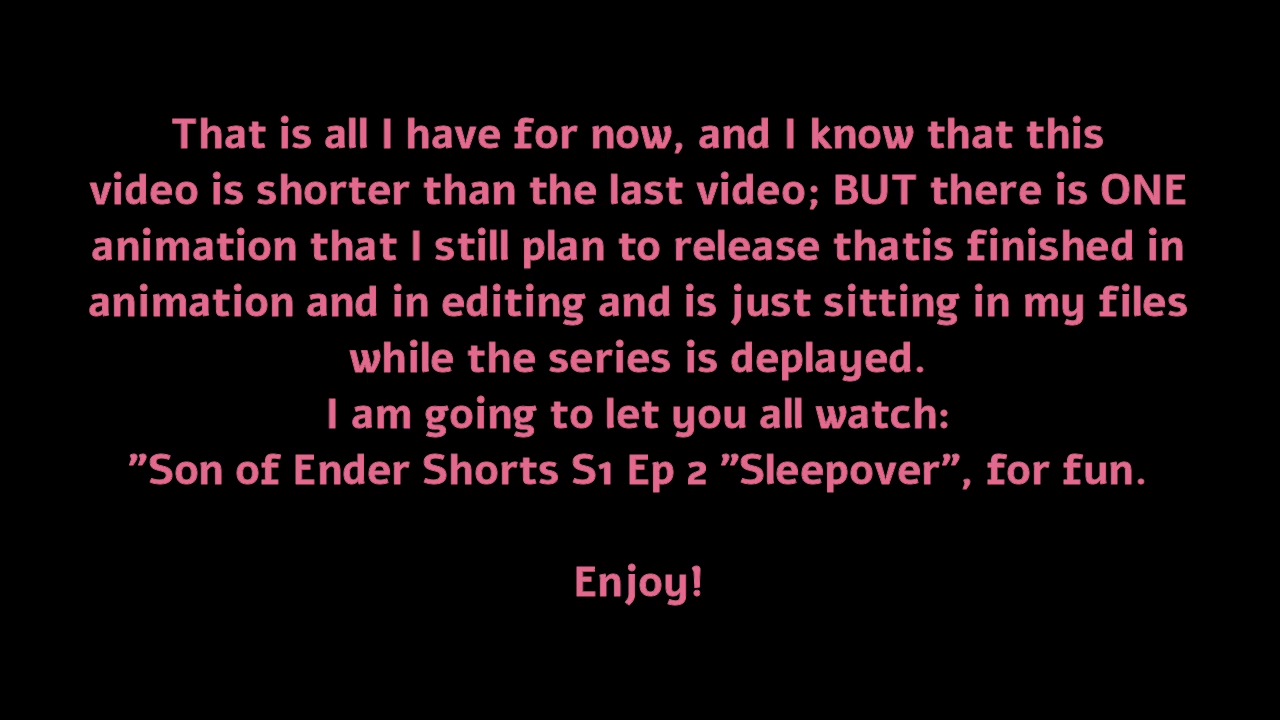 That is all I have for now, and I know that this
video is shorter than the last video; BUT there is ONE
animation that I still plan to release thatis finished in
animation and in editing and is just sitting in my files
while the series is deplayed.
I am going to let you all watch:
”Son of Ender Shorts S1 Ep 2 ”Sleepover”, for fun.
Enjoy!